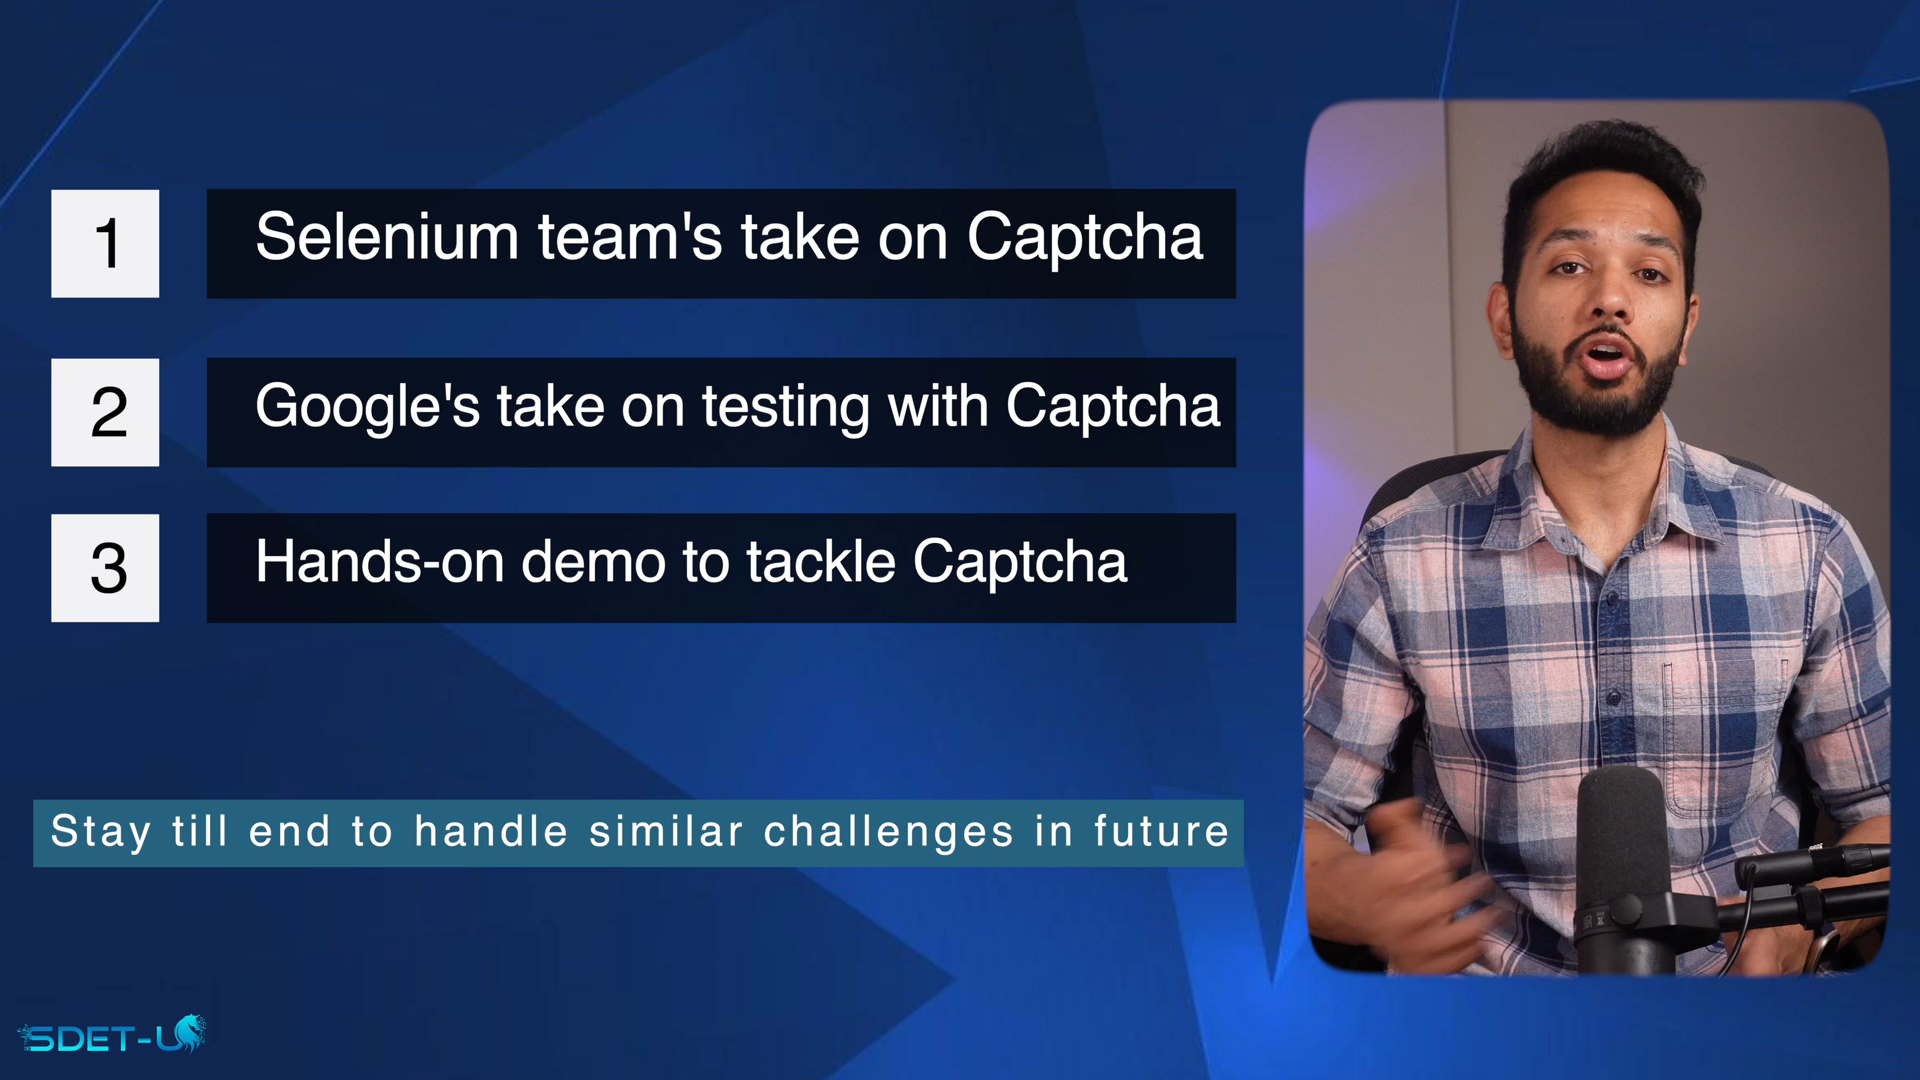 1
Selenium team's take on Captcha
2
Google's take on testing with Captcha
3
Hands-on demo to tackle Captcha
Stay till end to handle similar challenges in future
SDET-U